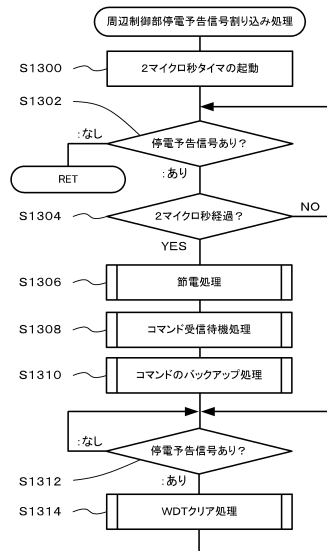 周辺制御部停電予告信号割り込み処理
S1300
2マイクロ秒タイマの起動
S1302
停電予告信号あり?
:なし
RET
:あり
S1304
2マイクロ秒経過?
NO
YES
S1306
節電処理
S1308
コマンド受信待機処理
S1310
コマンドのバックアップ処理
:なし
停電予告信号あり?
S1312
:あり
S1314
WDTクリア処理